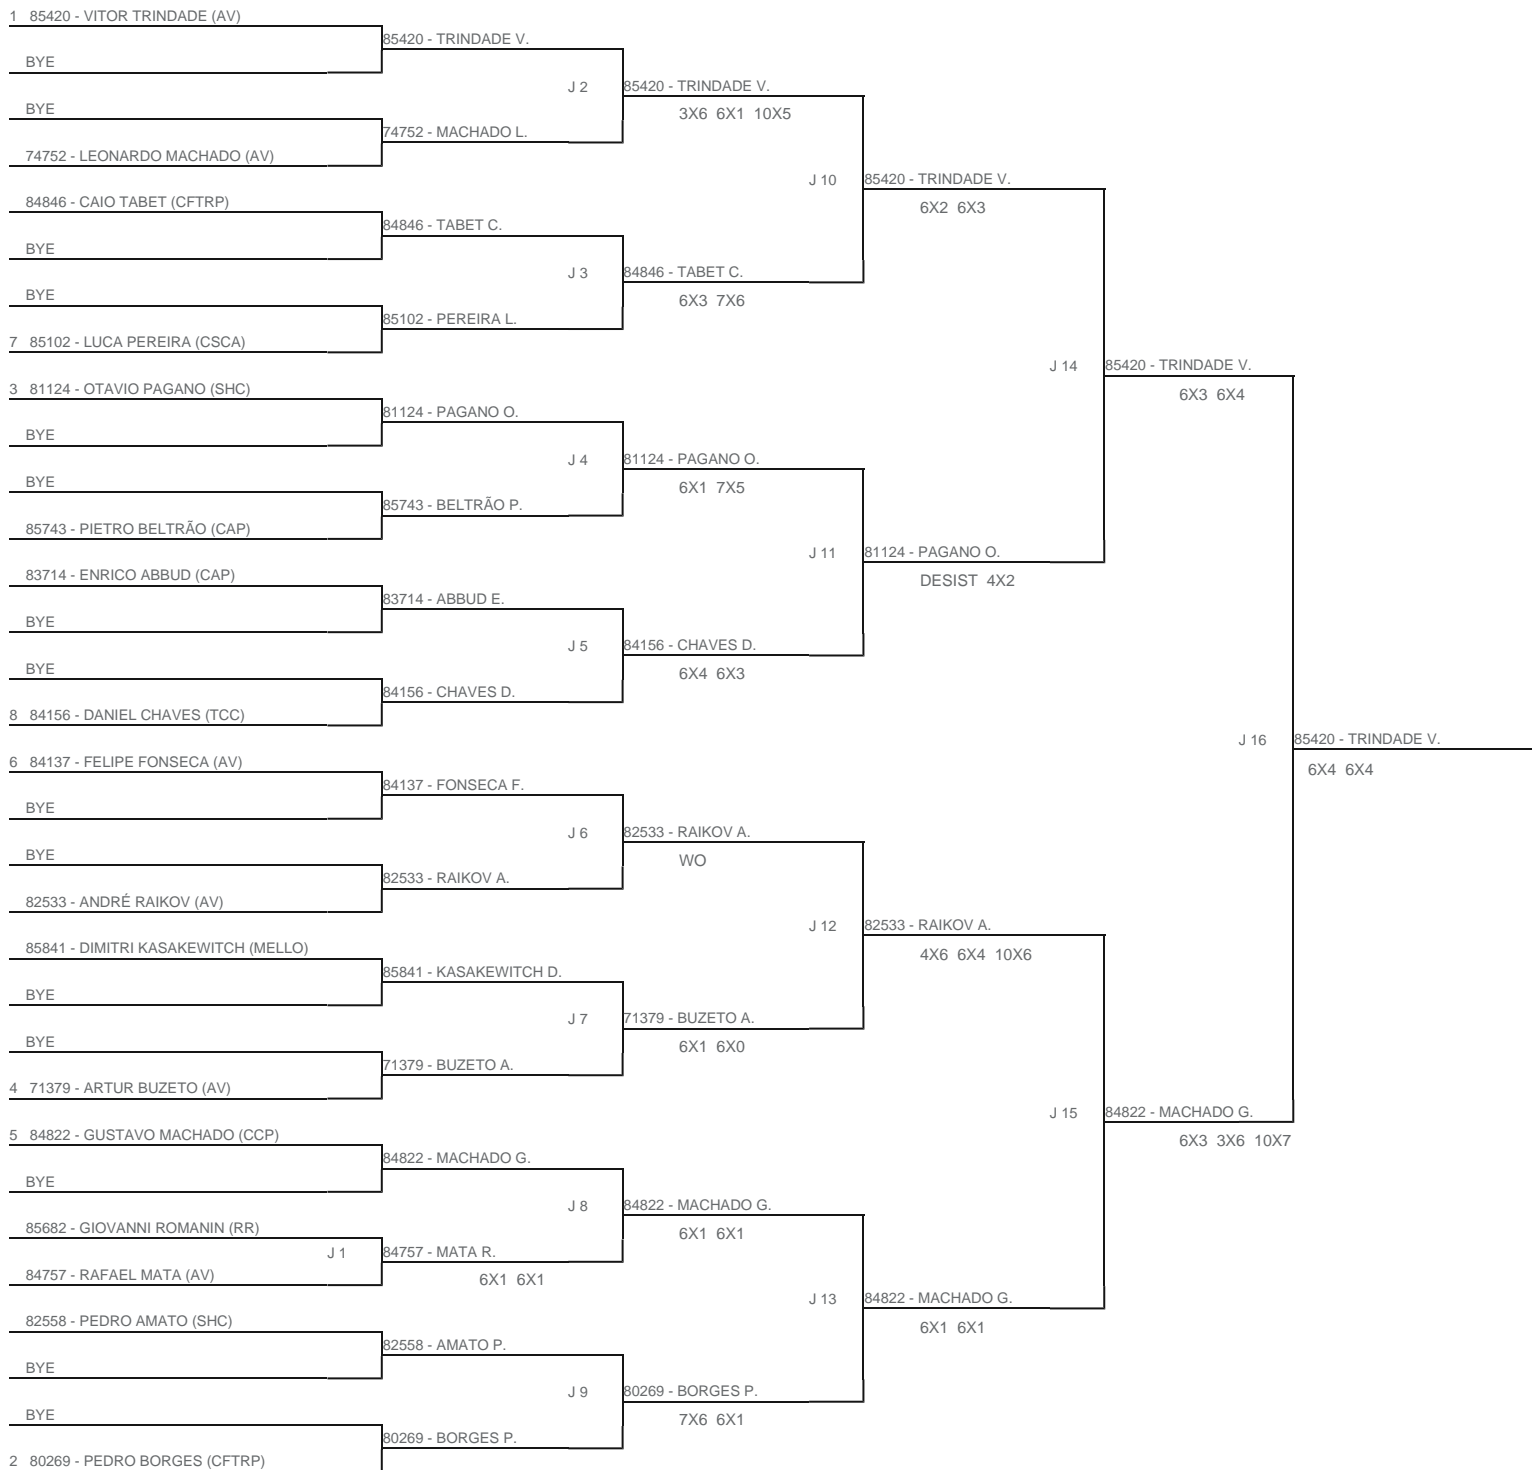 1 85420 - VITOR TRINDADE (AV)
85420 - TRINDADE V.
BYE
J 2
85420 - TRINDADE V.
3X6 6X1 10X5
BYE
74752 - MACHADO L.
74752 - LEONARDO MACHADO (AV)
J 10
85420 - TRINDADE V.
6X2 6X3
84846 - CAIO TABET (CFTRP)
84846 - TABET C.
BYE
J 3
84846 - TABET C.
6X3 7X6
BYE
85102 - PEREIRA L.
7 85102 - LUCA PEREIRA (CSCA)
J 14
85420 - TRINDADE V.
6X3 6X4
3 81124 - OTAVIO PAGANO (SHC)
81124 - PAGANO O.
BYE
J 4
81124 - PAGANO O.
6X1 7X5
BYE
85743 - BELTRÃO P.
85743 - PIETRO BELTRÃO (CAP)
J 11
81124 - PAGANO O.
DESIST 4X2
83714 - ENRICO ABBUD (CAP)
83714 - ABBUD E.
BYE
J 5
84156 - CHAVES D.
6X4 6X3
BYE
84156 - CHAVES D.
8 84156 - DANIEL CHAVES (TCC)
J 16
85420 - TRINDADE V.
6X4 6X4
6 84137 - FELIPE FONSECA (AV)
84137 - FONSECA F.
BYE
J 6
82533 - RAIKOV A.
WO
BYE
82533 - RAIKOV A.
82533 - ANDRÉ RAIKOV (AV)
J 12
82533 - RAIKOV A.
4X6 6X4 10X6
85841 - DIMITRI KASAKEWITCH (MELLO)
85841 - KASAKEWITCH D.
BYE
J 7
71379 - BUZETO A.
6X1 6X0
BYE
71379 - BUZETO A.
4 71379 - ARTUR BUZETO (AV)
J 15
84822 - MACHADO G.
6X3 3X6 10X7
5 84822 - GUSTAVO MACHADO (CCP)
84822 - MACHADO G.
BYE
J 8
84822 - MACHADO G.
6X1 6X1
85682 - GIOVANNI ROMANIN (RR)
J 1
84757 - MATA R.
6X1 6X1
84757 - RAFAEL MATA (AV)
J 13
84822 - MACHADO G.
6X1 6X1
82558 - PEDRO AMATO (SHC)
82558 - AMATO P.
BYE
J 9
80269 - BORGES P.
7X6 6X1
BYE
80269 - BORGES P.
2 80269 - PEDRO BORGES (CFTRP)